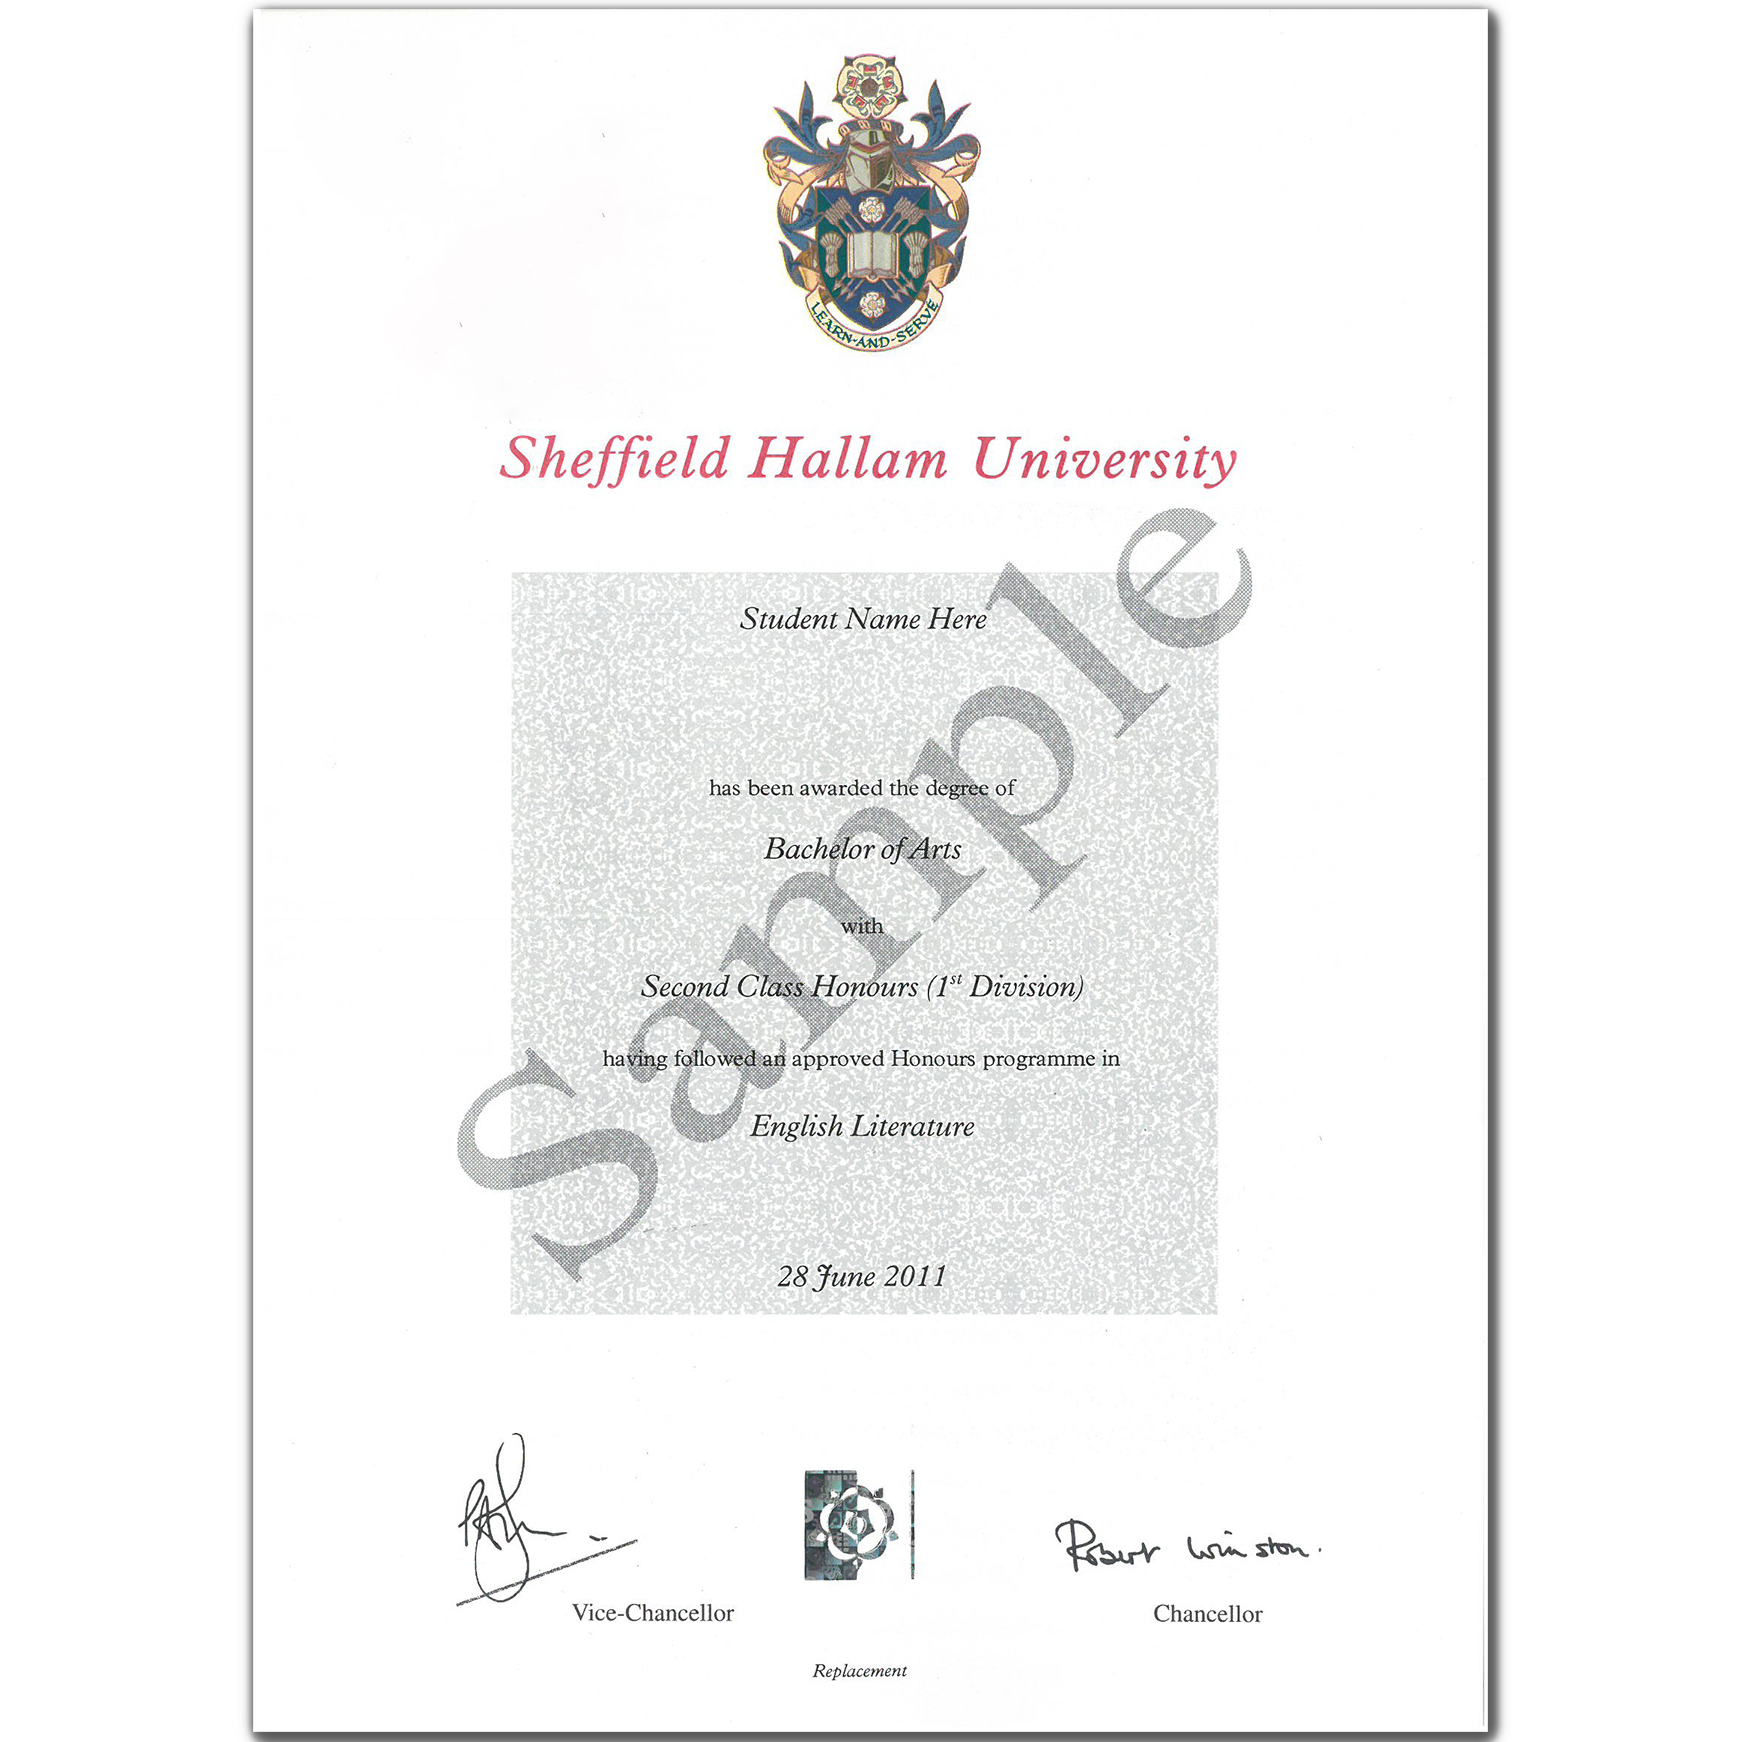 LEARN-AND-SERVE
Sheffield Hallam University
Student Name Here
has been awarded the degree of
Bachelor of Arts
with
Second Class Honours (1st Division)
having followed an approved Honours programme in
English Literature
28 June 2011
Sample
Robert Winston.
Vice-Chancellor
Chancellor
Replacement